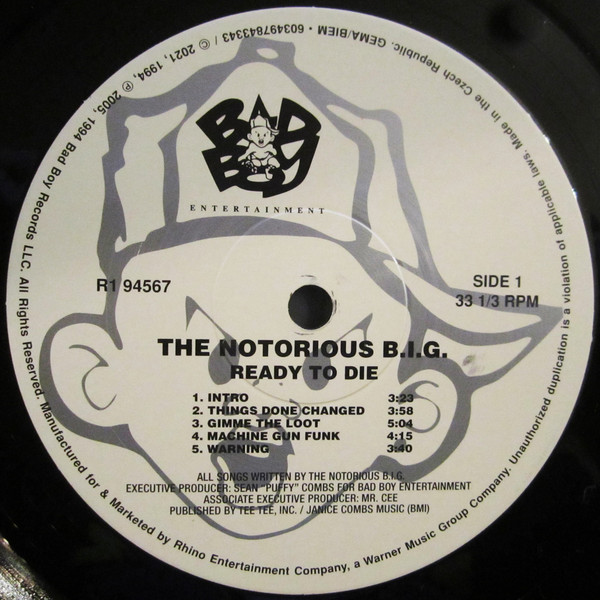 BAD
BOY
ENTERTAINMENT
R1 94567
SIDE 1
33 1/3 RPM
THE NOTORIOUS B.I.G.
READY TO DIE
1. INTRO 3:23
2. THINGS DONE CHANGED 3:58
3. GIMME THE LOOT 5:04
4. MACHINE GUN FUNK 4:15
5. WARNING 3:40
ALL SONGS WRITTEN BY THE NOTORIOUS B.I.G.
EXECUTIVE PRODUCER: SEAN "PUFFY" COMBS FOR BAD BOY ENTERTAINMENT
ASSOCIATE EXECUTIVE PRODUCER: MR. CEE
PUBLISHED BY TEE TEE, INC. / JANICE COMBS MUSIC (BMI)
© 2021, 1994, ℗ 2005, 1994 Bad Boy Records LLC. All Rights Reserved. Manufactured for & Marketed by Rhino Entertainment Company, a Warner Music Group Company. Unauthorized duplication is a violation of applicable laws. Made in the Czech Republic. GEMA/BIEM • 603497843343 /